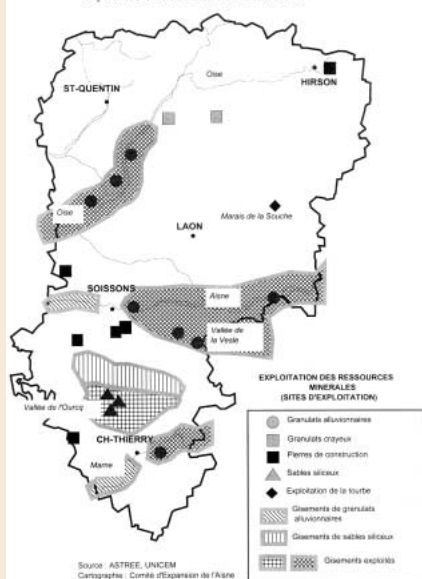 Oise
HIRSON
ST-QUENTIN
Oise
Marais de la Souche
LAON
SOISSONS
Aisne
Vallée de
la Vesle
Vallée de l'Ourcq
CH-THIERRY
Marne
EXPLOITATION DES RESSOURCES
MINERALES
(SITES D'EXPLOITATION)
Granulats alluvionnaires
Granulats crayeux
Pierres de construction
Sables siliceux
Exploitation de la tourbe
Gisements de granulats
alluvionnaires
Gisements de sables siliceux
Gisements exploités
Source : ASTREE, UNICEM
Cartographie : Comité d'Expansion de l'Aisne